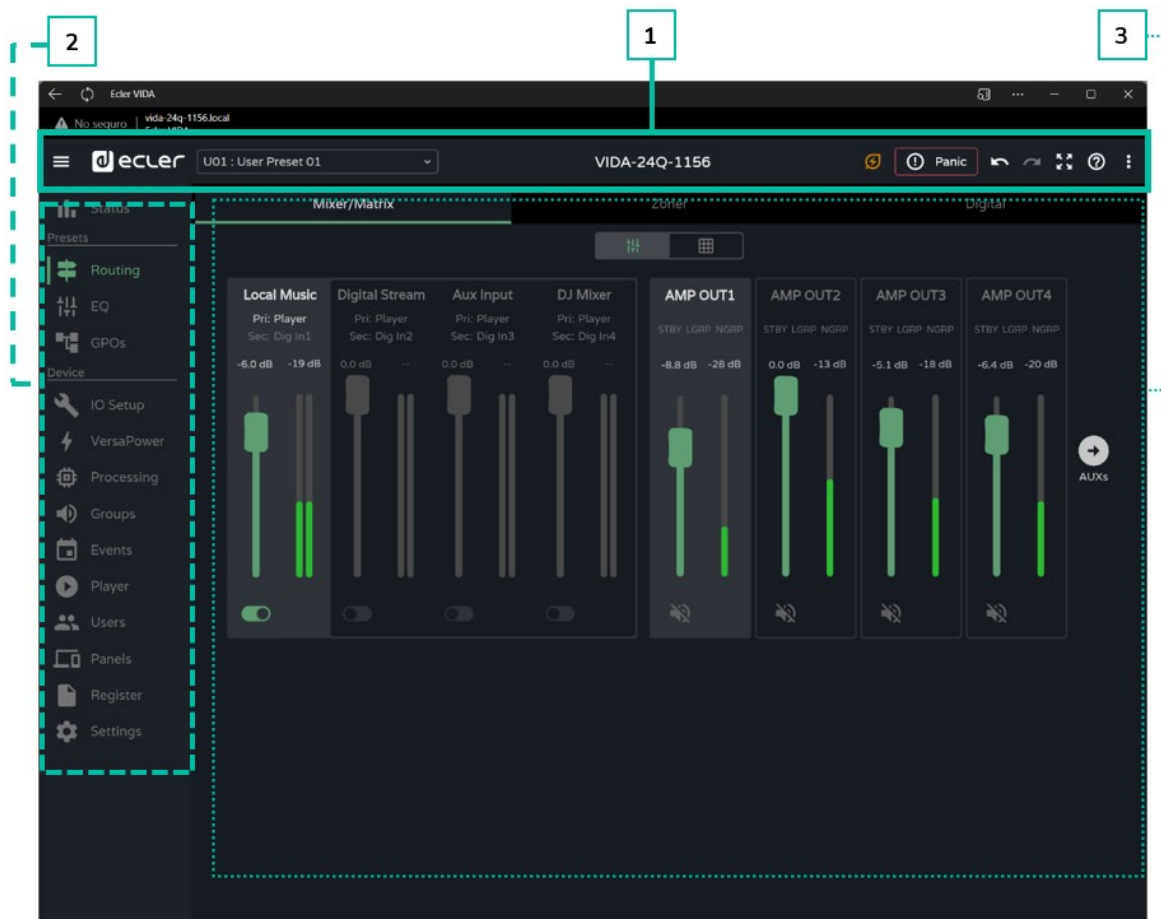 2
1
3
Ecler VIDA
No seguro | vida-24q-1156.local
Ecler VIDA
ecler
U01 : User Preset 01
VIDA-24Q-1156
Panic
Status
Presets
Routing
EQ
GPOs
Device
IO Setup
VersaPower
Processing
Groups
Events
Player
Users
Panels
Register
Settings
Mixer/Matrix
Zoner
Digital
Local Music
Pri: Player
Sec: Dig In1
-6.0 dB -19 dB
Digital Stream
Pri: Player
Sec: Dig In2
0.0 dB --
Aux Input
Pri: Player
Sec: Dig In3
0.0 dB --
DJ Mixer
Pri: Player
Sec: Dig In4
0.0 dB --
AMP OUT1
STBY LGRP NGRP
-8.8 dB -28 dB
AMP OUT2
STBY LGRP NGRP
0.0 dB -13 dB
AMP OUT3
STBY LGRP NGRP
-5.1 dB -18 dB
AMP OUT4
STBY LGRP NGRP
-6.4 dB -20 dB
AUXs